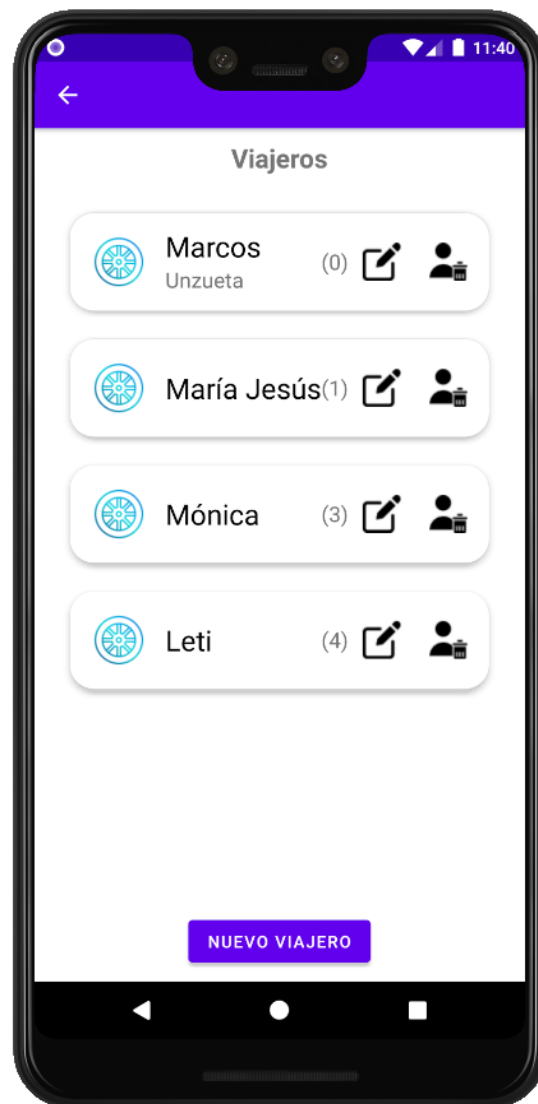 11:40
Viajeros
Marcos
Unzueta
(0)
María Jesús(1)
Mónica (3)
Leti (4)
NUEVO VIAJERO